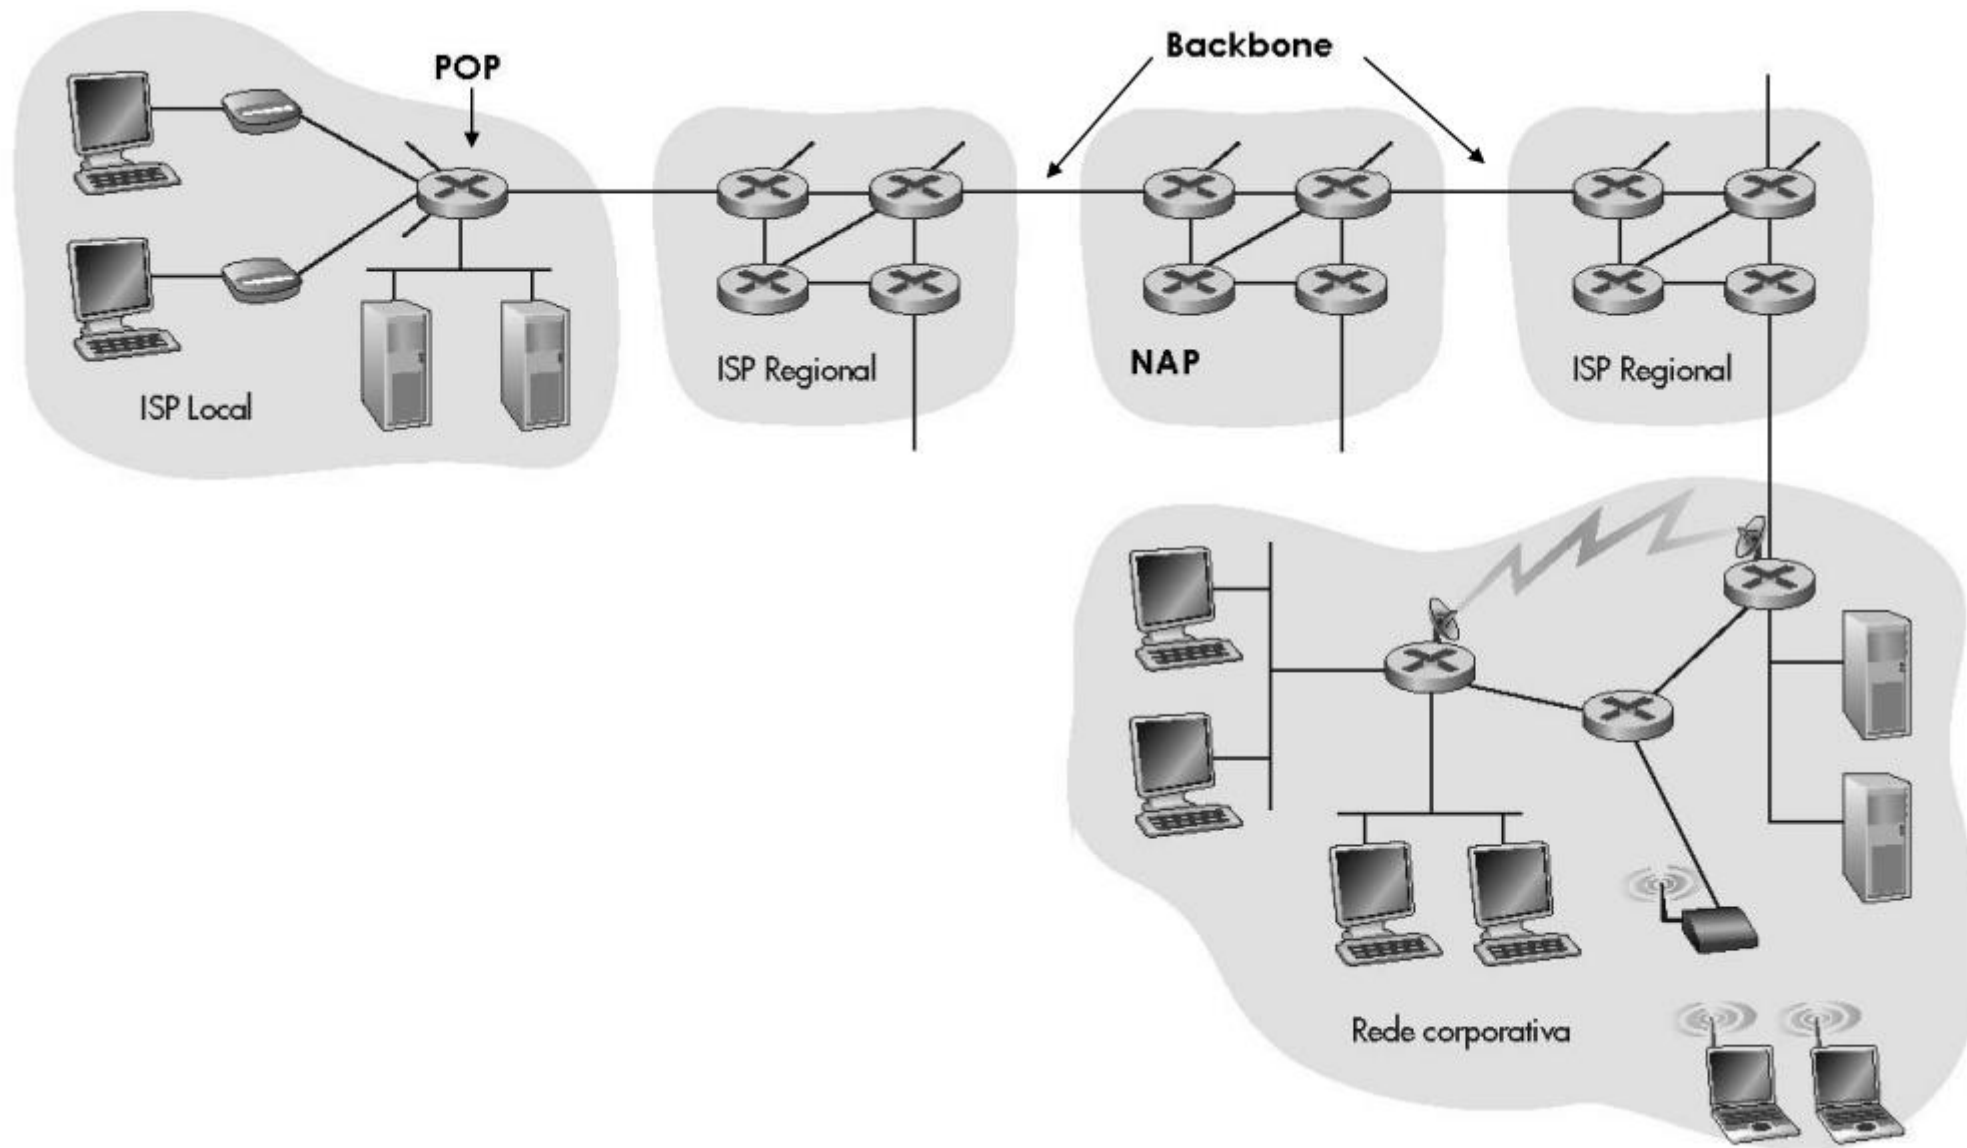 Backbone
POP
ISP Local
ISP Regional
NAP
ISP Regional
Rede corporativa